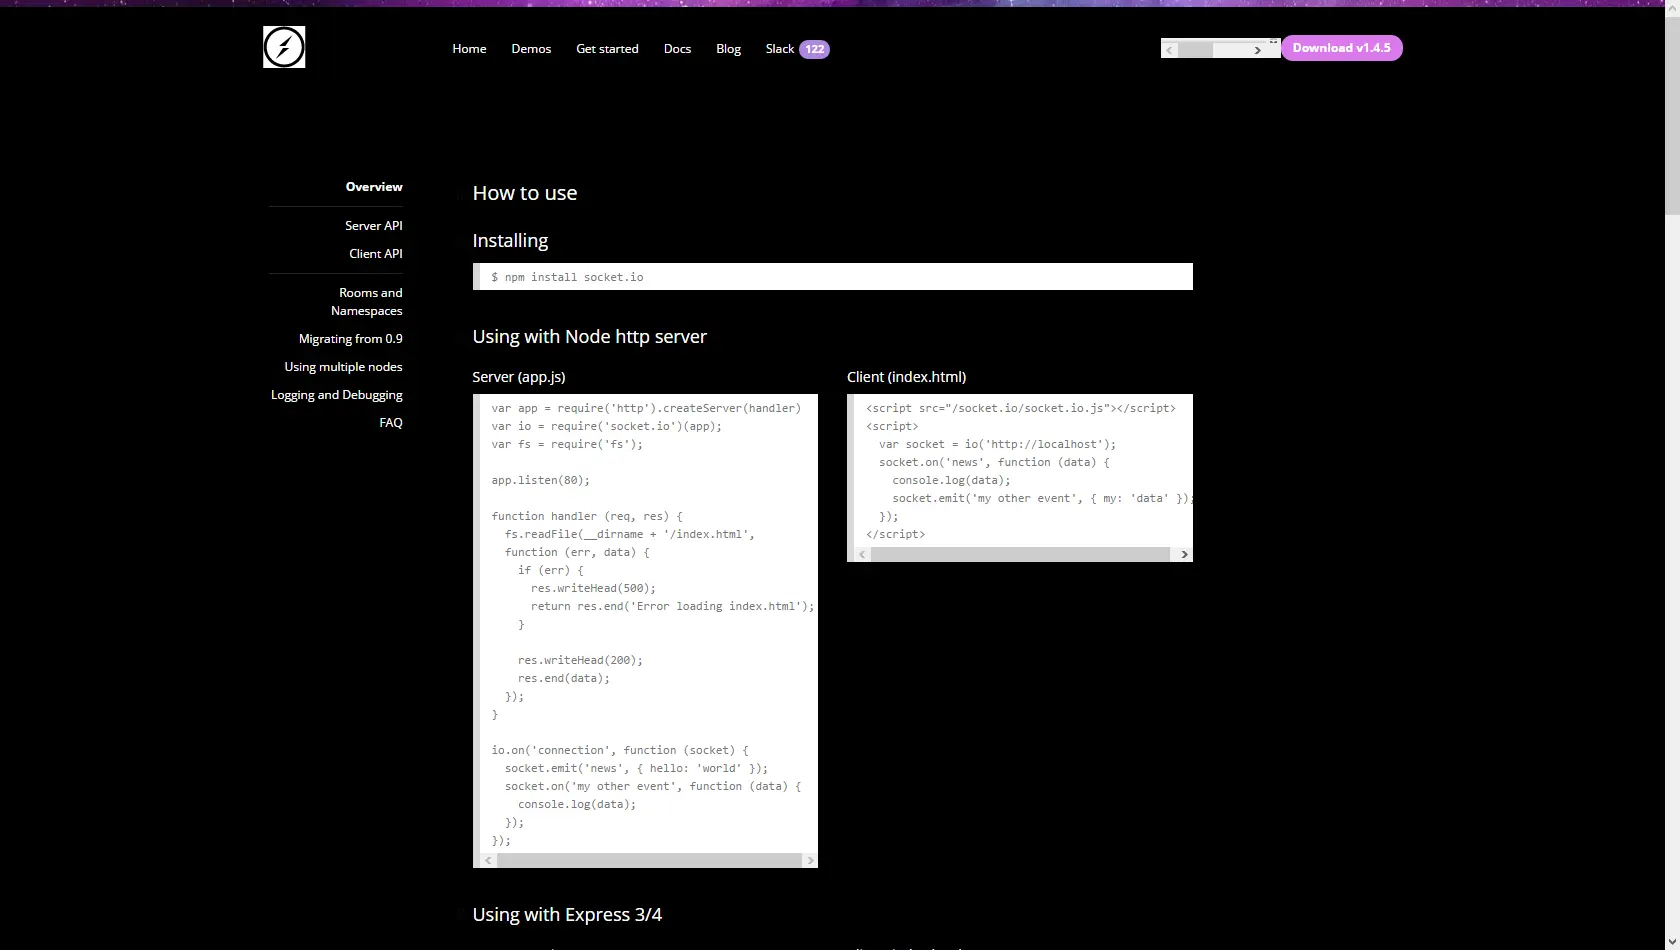 Home Demos Get started Docs Blog Slack 122
Download v1.4.5
Overview
Server API
Client API
Rooms and
Namespaces
Migrating from 0.9
Using multiple nodes
Logging and Debugging
FAQ
How to use
Installing
$ npm install socket.io
Using with Node http server
Server (app.js)
var app = require('http').createServer(handler)
var io = require('socket.io')(app);
var fs = require('fs');
app.listen(80);
function handler (req, res) {
fs.readFile(__dirname + '/index.html',
function (err, data) {
if (err) {
res.writeHead(500);
return res.end('Error loading index.html');
}
res.writeHead(200);
res.end(data);
});
}
io.on('connection', function (socket) {
socket.emit('news', { hello: 'world' });
socket.on('my other event', function (data) {
console.log(data);
});
});
Client (index.html)
<script src="/socket.io/socket.io.js"></script>
<script>
var socket = io('http://localhost');
socket.on('news', function (data) {
console.log(data);
socket.emit('my other event', { my: 'data' });
});
</script>
Using with Express 3/4